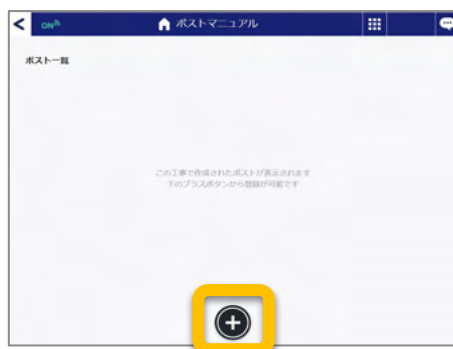 ON
ポストマニュアル
ポスト一覧
この工事で作成されたポストが表示されます
下のプラスボタンから登録が可能です